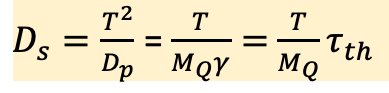 D_s = T^2/D_p = T/(M_Q γ) = T/M_Q τ_th